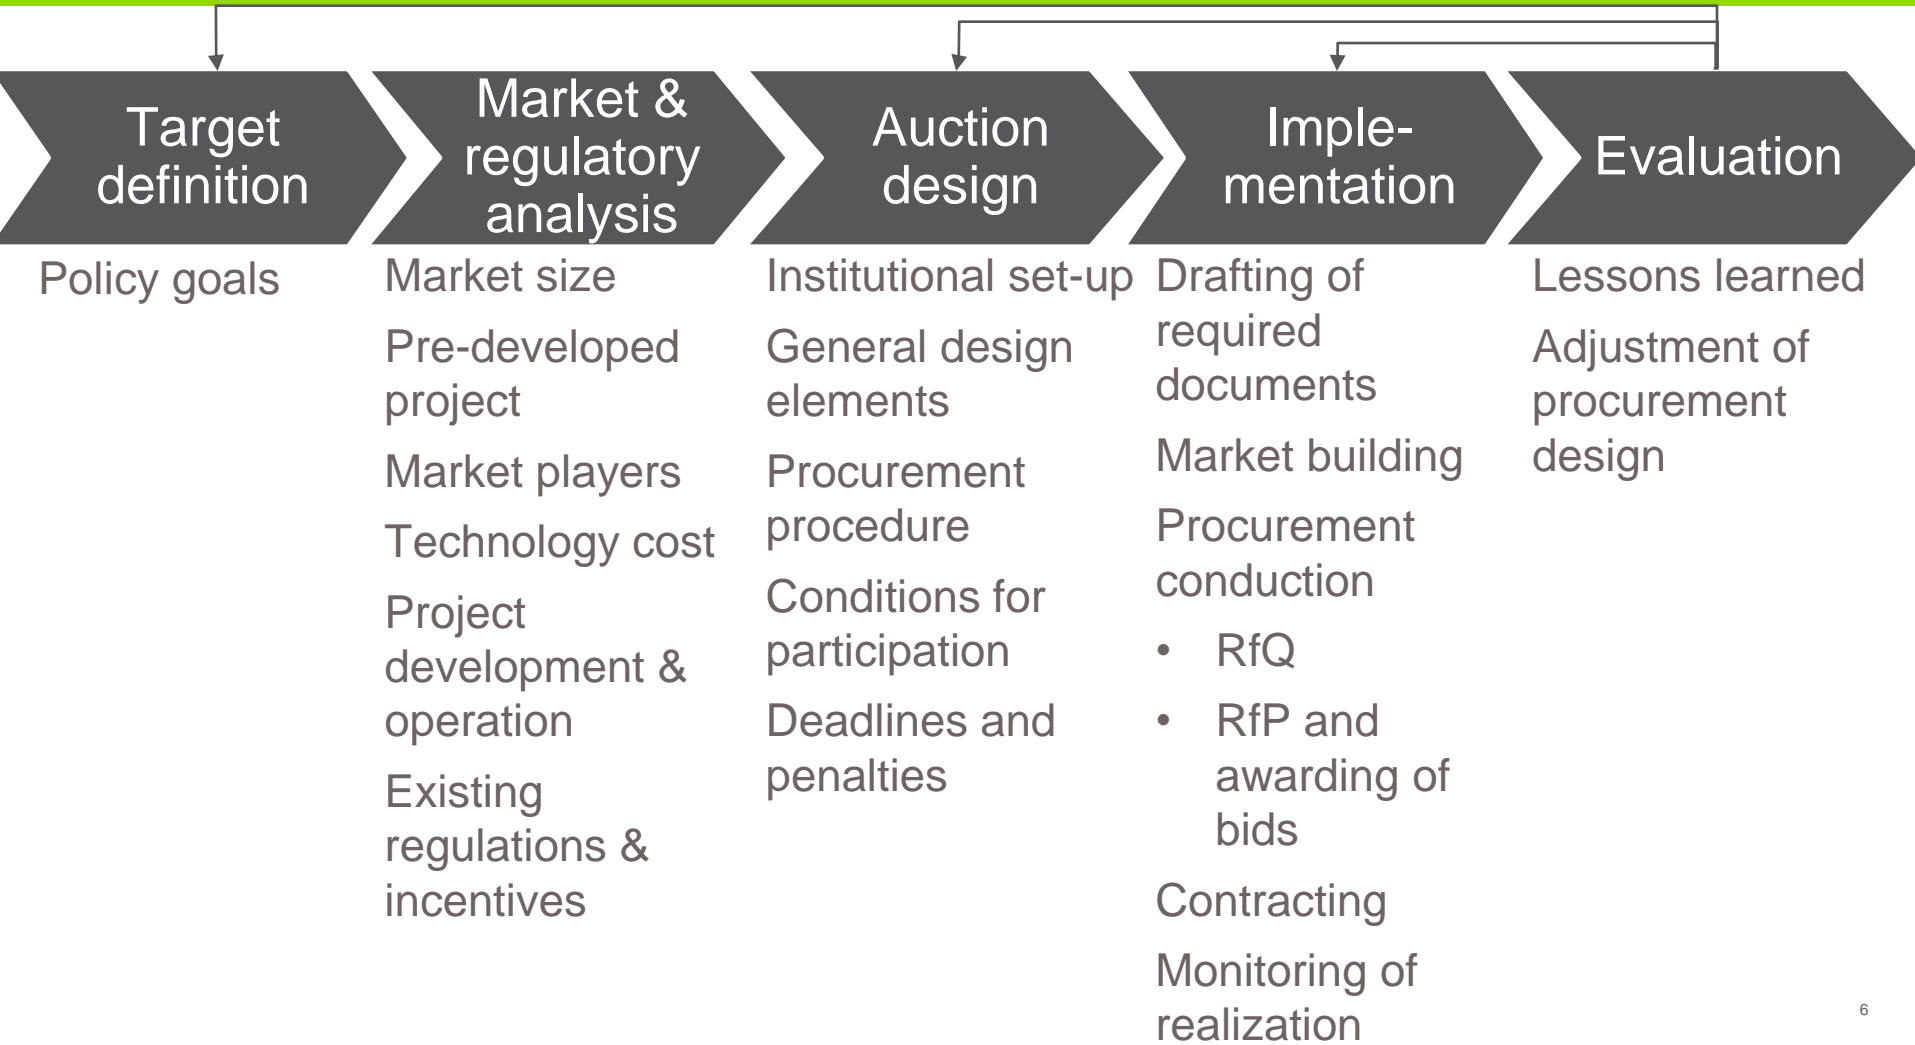 Target
definition
Policy goals
Market &
regulatory
analysis
Market size
Pre-developed
project
Market players
Technology cost
Project
development &
operation
Existing
regulations &
incentives
Auction
design
Institutional set-up
General design
elements
Procurement
procedure
Conditions for
participation
Deadlines and
penalties
Imple-
mentation
Drafting of
required
documents
Market building
Procurement
conduction
• RfQ
• RfP and
awarding of
bids
Contracting
Monitoring of
realization
Evaluation
Lessons learned
Adjustment of
procurement
design
6